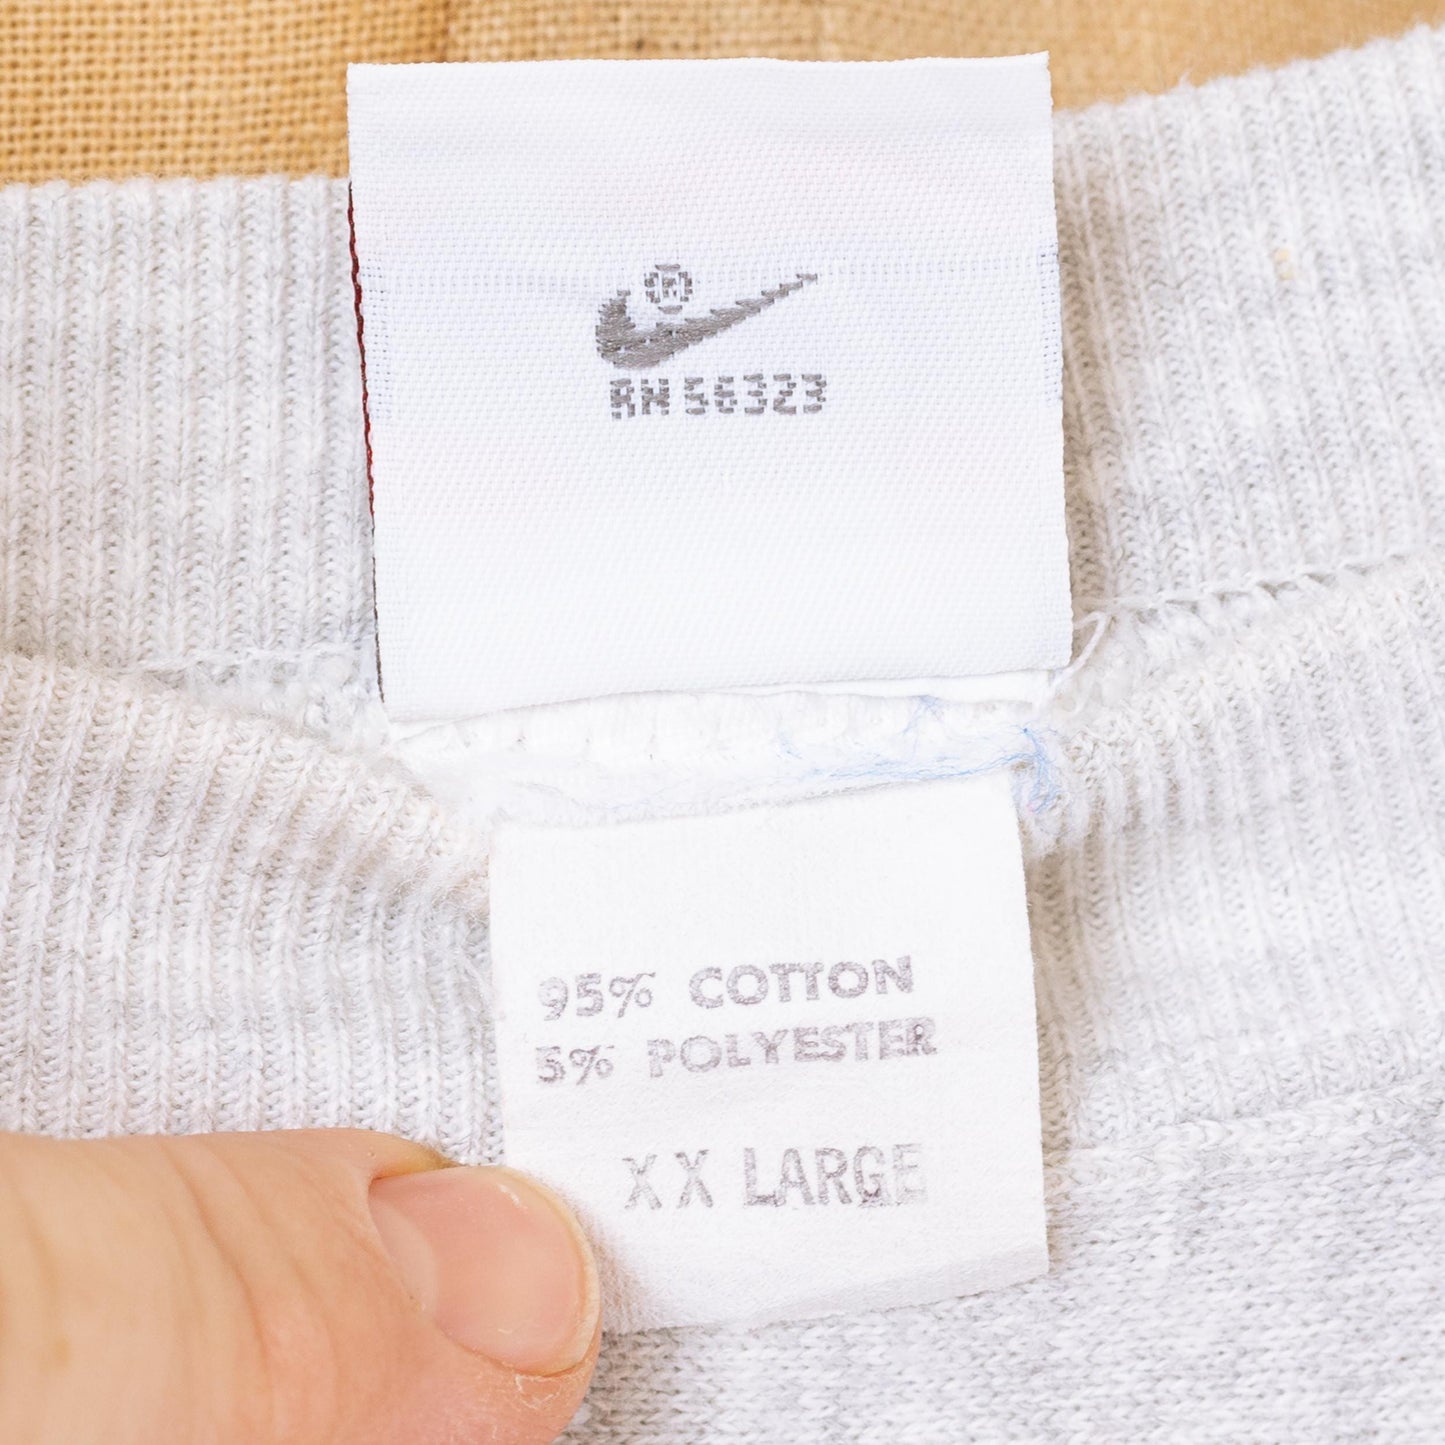 M
RN 56323
95% COTTON
5% POLYESTER
XX LARGE